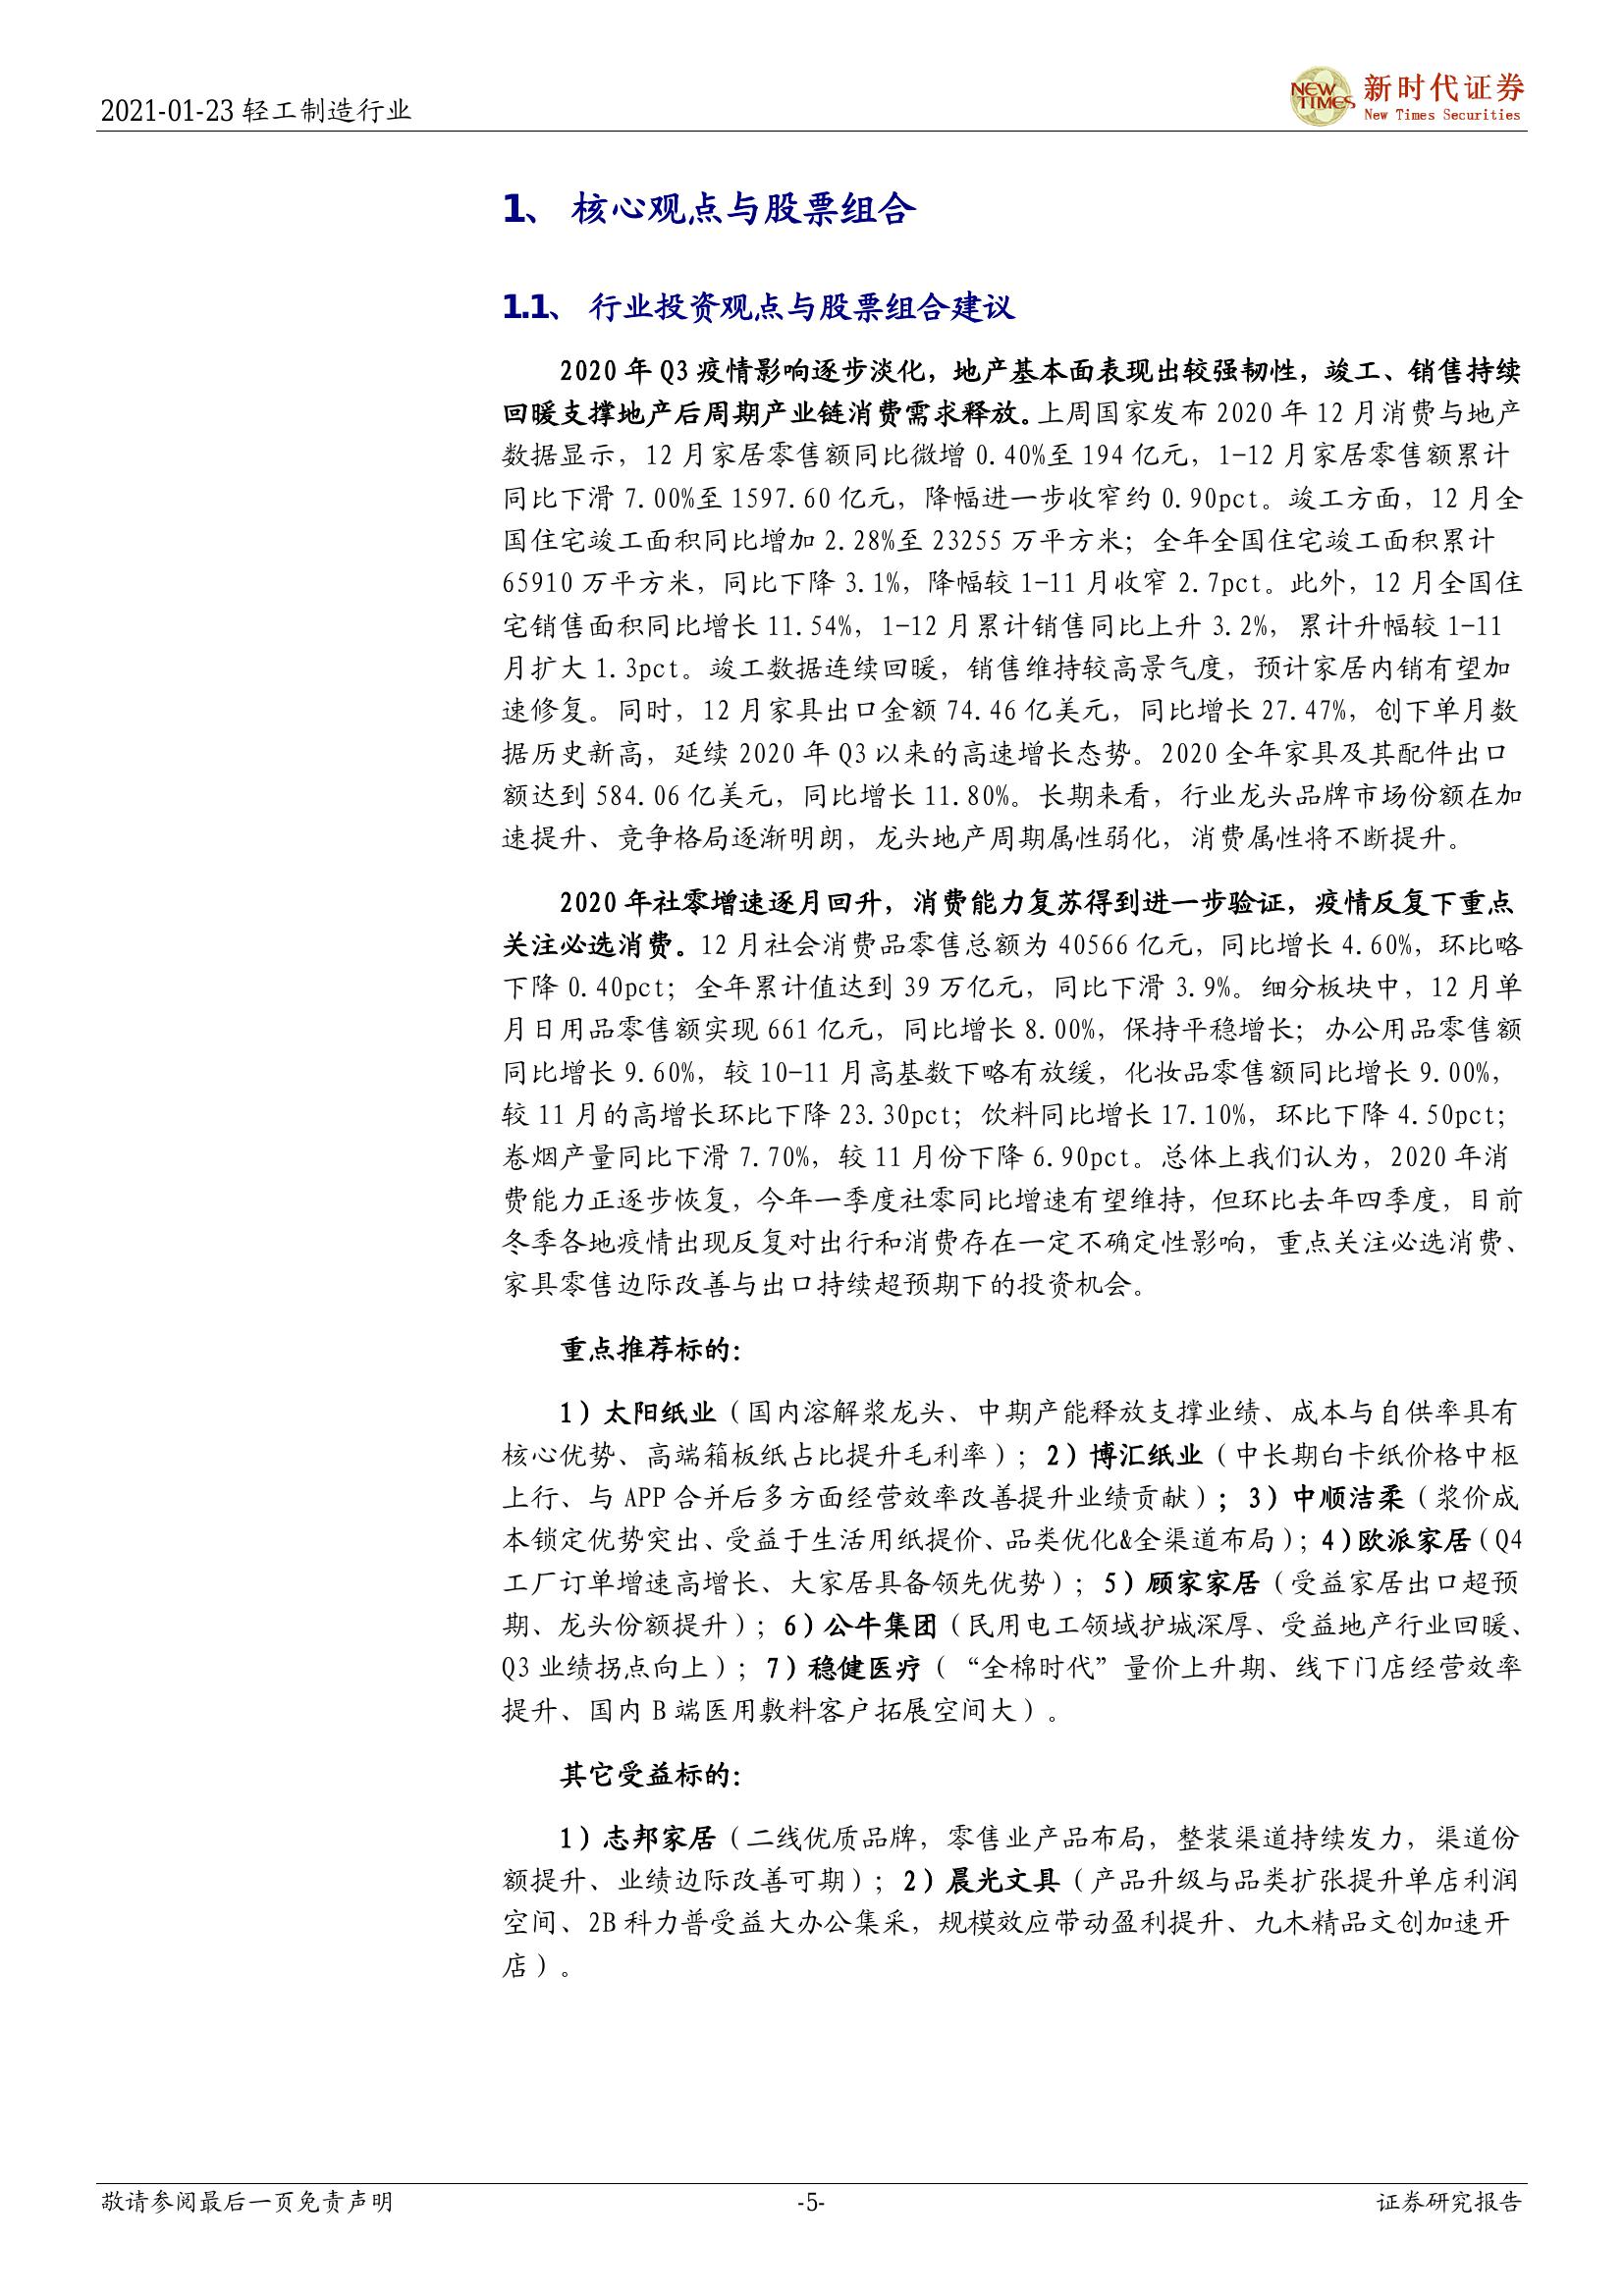 2021-01-23 轻工制造行业
NEW TIMES
新时代证券
New Times Securities
1、 核心观点与股票组合
1.1、 行业投资观点与股票组合建议
2020 年 Q3 疫情影响逐步淡化，地产基本面表现出较强韧性，竣工、销售持续
回暖支撑地产后周期产业链消费需求释放。上周国家发布 2020 年 12 月消费与地产
数据显示，12 月家居零售额同比微增 0.40%至 194 亿元，1-12 月家居零售额累计
同比下滑 7.00%至 1597.60 亿元，降幅进一步收窄约 0.90pct。竣工方面，12 月全
国住宅竣工面积同比增加 2.28%至 23255 万平方米；全年全国住宅竣工面积累计
65910 万平方米，同比下降 3.1%，降幅较 1-11 月收窄 2.7pct。此外，12 月全国住
宅销售面积同比增长 11.54%，1-12 月累计销售同比上升 3.2%，累计升幅较 1-11
月扩大 1.3pct。竣工数据连续回暖，销售维持较高景气度，预计家居内销有望加
速修复。同时，12 月家具出口金额 74.46 亿美元，同比增长 27.47%，创下单月数
据历史新高，延续 2020 年 Q3 以来的高速增长态势。2020 全年家具及其配件出口
额达到 584.06 亿美元，同比增长 11.80%。长期来看，行业龙头品牌市场份额在加
速提升、竞争格局逐渐明朗，龙头地产周期属性弱化，消费属性将不断提升。
2020 年社零增速逐月回升，消费能力复苏得到进一步验证，疫情反复下重点
关注必选消费。12 月社会消费品零售总额为 40566 亿元，同比增长 4.60%，环比略
下降 0.40pct；全年累计值达到 39 万亿元，同比下滑 3.9%。细分板块中，12 月单
月日用品零售额实现 661 亿元，同比增长 8.00%，保持平稳增长；办公用品零售额
同比增长 9.60%，较 10-11 月高基数下略有放缓，化妆品零售额同比增长 9.00%，
较 11 月的高增长环比下降 23.30pct；饮料同比增长 17.10%，环比下降 4.50pct；
卷烟产量同比下滑 7.70%，较 11 月份下降 6.90pct。总体上我们认为，2020 年消
费能力正逐步恢复，今年一季度社零同比增速有望维持，但环比去年四季度，目前
冬季各地疫情出现反复对出行和消费存在一定不确定性影响，重点关注必选消费、
家具零售边际改善与出口持续超预期下的投资机会。
重点推荐标的：
1）太阳纸业（国内溶解浆龙头、中期产能释放支撑业绩、成本与自供率具有
核心优势、高端箱板纸占比提升毛利率）；2）博汇纸业（中长期白卡纸价格中枢
上行、与 APP 合并后多方面经营效率改善提升业绩贡献）；3）中顺洁柔（浆价成
本锁定优势突出、受益于生活用纸提价、品类优化&全渠道布局）；4）欧派家居（Q4
工厂订单增速高增长、大家居具备领先优势）；5）顾家家居（受益家居出口超预
期、龙头份额提升）；6）公牛集团（民用电工领域护城深厚、受益地产行业回暖、
Q3 业绩拐点向上）；7）稳健医疗（“全棉时代”量价上升期、线下门店经营效率
提升、国内 B 端医用敷料客户拓展空间大）。
其它受益标的：
1）志邦家居（二线优质品牌，零售业产品布局，整装渠道持续发力，渠道份
额提升、业绩边际改善可期）；2）晨光文具（产品升级与品类扩张提升单店利润
空间、2B 科力普受益大办公集采，规模效应带动盈利提升、九木精品文创加速开
店）。
敬请参阅最后一页免责声明
-5-
证券研究报告